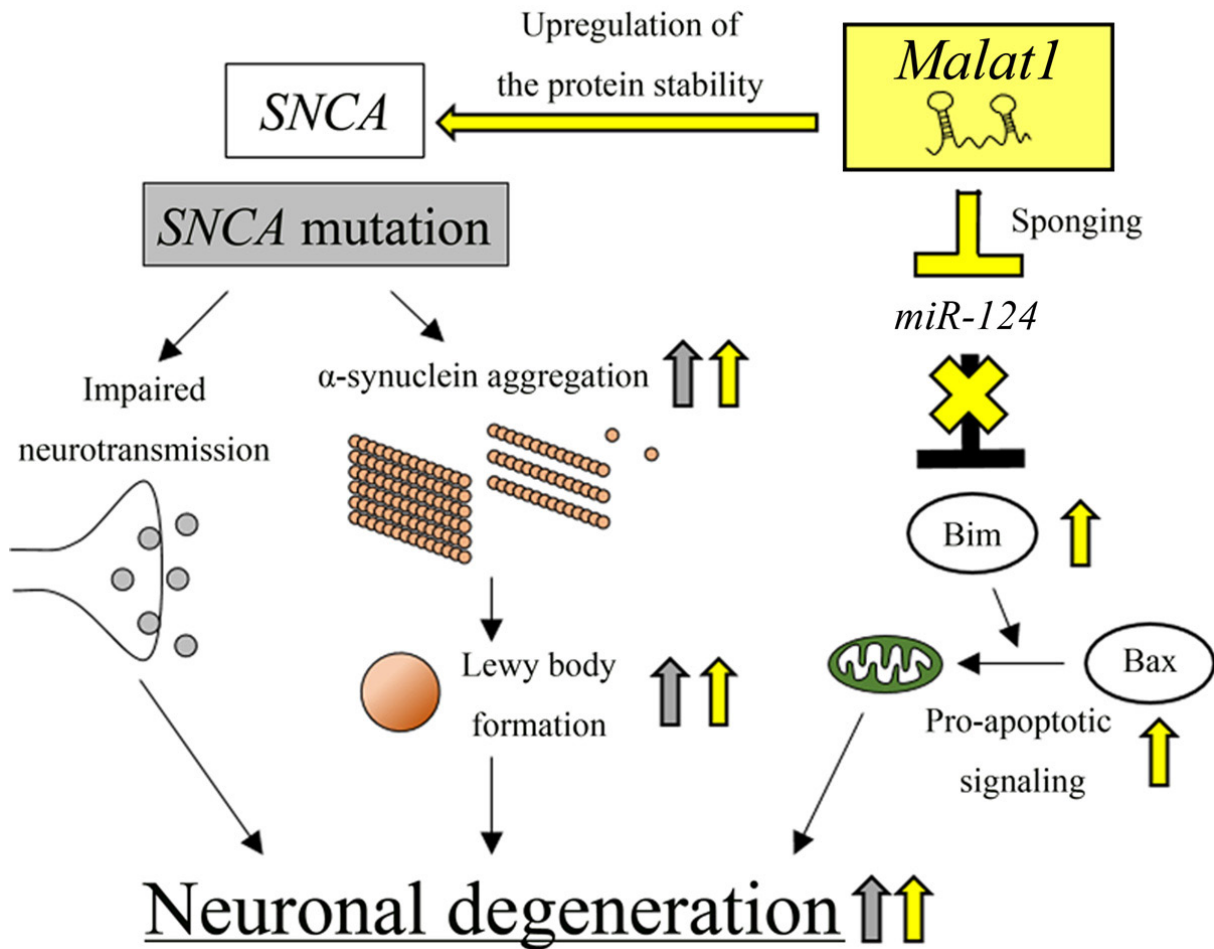 Upregulation of
the protein stability
Malat1
SNCA
SNCA mutation
Sponging
miR-124
Impaired
neurotransmission
α-synuclein aggregation
Bim
Lewy body
formation
Bax
Pro-apoptotic
signaling
Neuronal degeneration